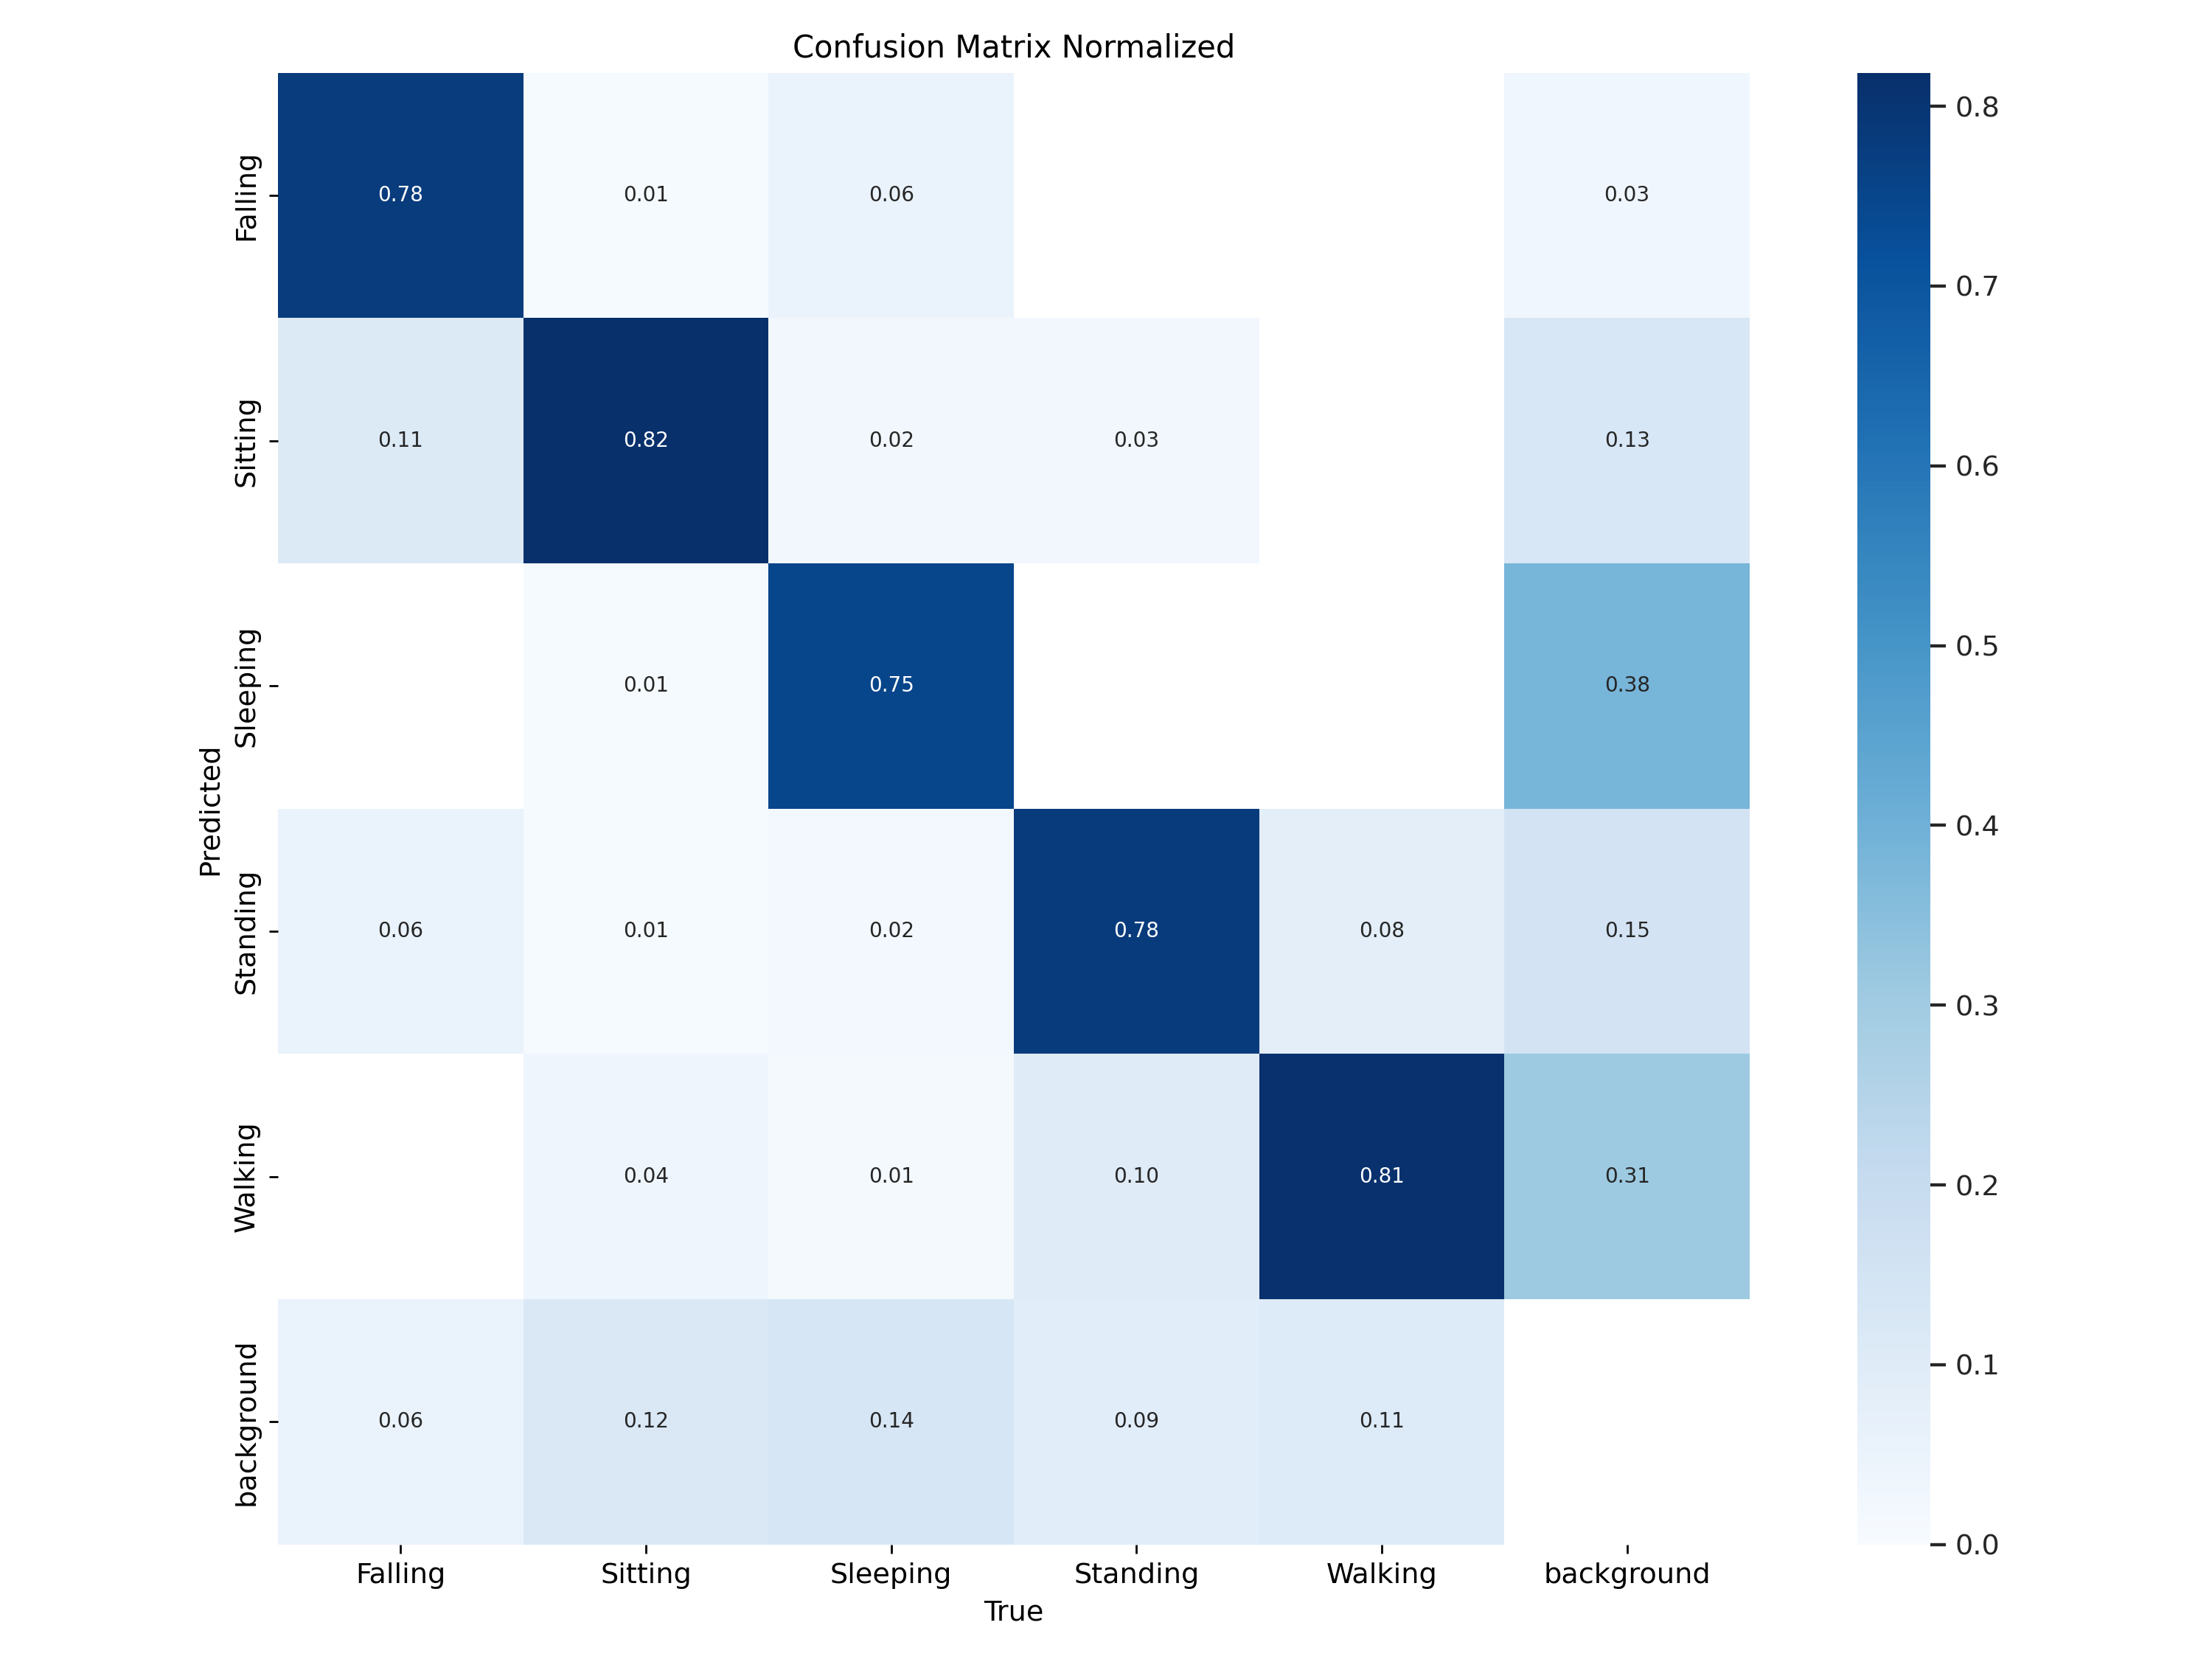 Confusion Matrix Normalized
Falling
0.78
0.01
0.06
0.03
Sitting
0.11
0.82
0.02
0.03
0.13
Sleeping
0.01
0.75
0.38
Standing
0.06
0.01
0.02
0.78
0.08
0.15
Walking
0.04
0.01
0.10
0.81
0.31
background
0.06
0.12
0.14
0.09
0.11
Predicted
Falling
Sitting
Sleeping
Standing
Walking
background
True
0.8
0.7
0.6
0.5
0.4
0.3
0.2
0.1
0.0